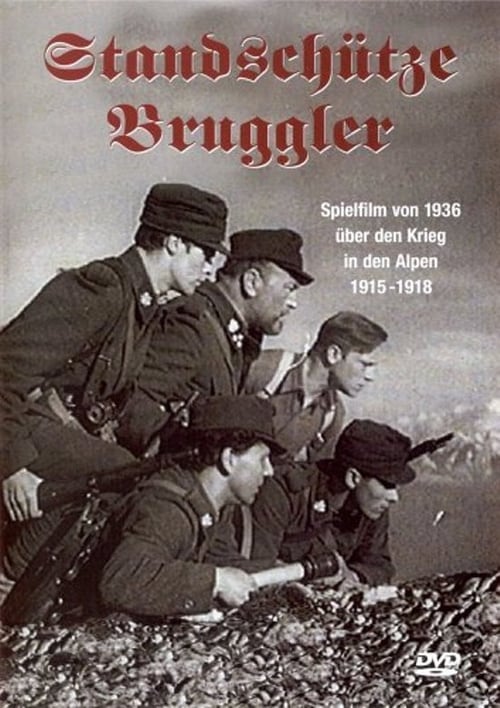 Standschütze
Bruggler
Spielfilm von 1936
über den Krieg
in den Alpen
1915-1918
DVD